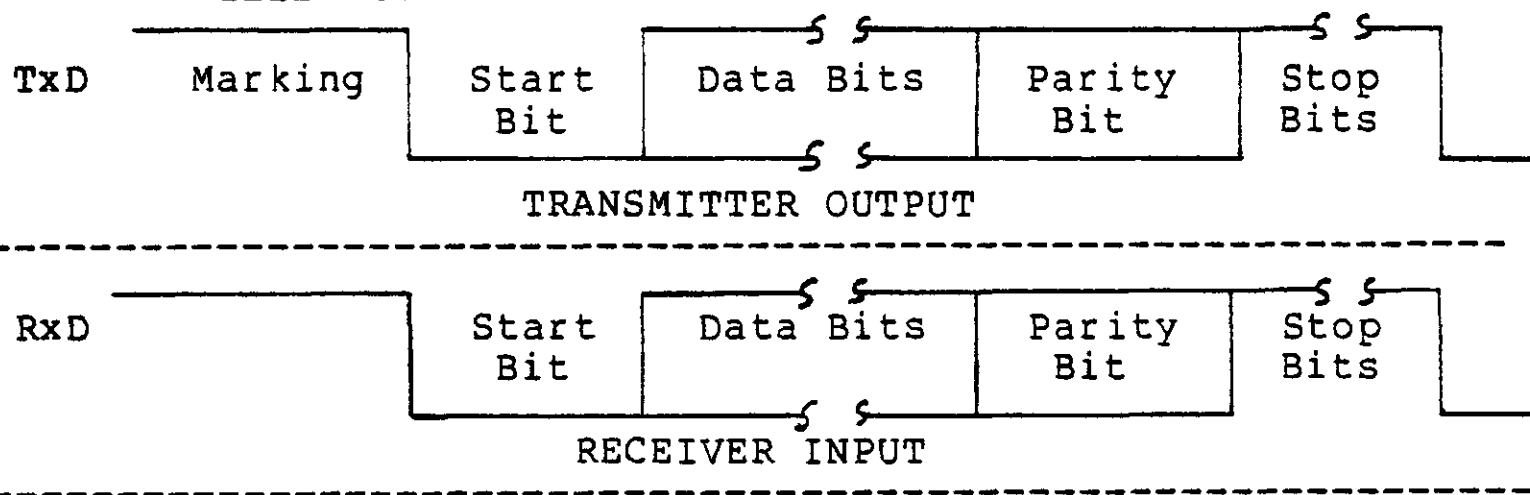 TxD Marking Start Data Bits Parity Stop
Bit Bit Bits
TRANSMITTER OUTPUT
RxD Start Data Bits Parity Stop
Bit Bit Bits
RECEIVER INPUT